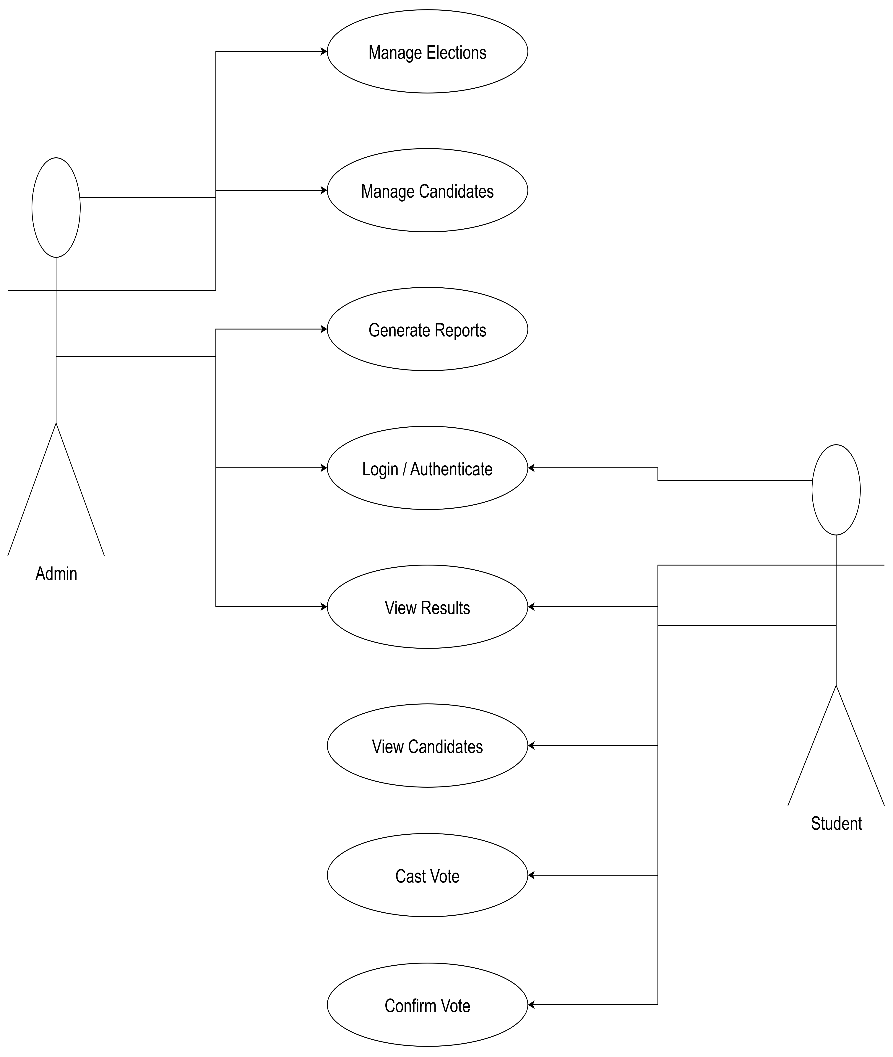 Manage Elections
Manage Candidates
Generate Reports
Login / Authenticate
Admin
View Results
View Candidates
Student
Cast Vote
Confirm Vote